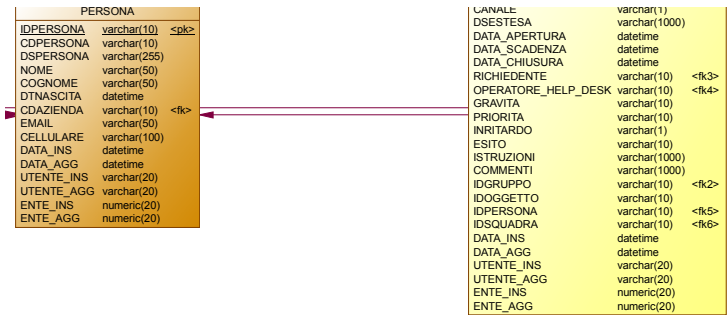 PERSONA
IDPERSONA varchar(10) <pk>
CDPERSONA varchar(10)
DSPERSONA varchar(255)
NOME varchar(50)
COGNOME varchar(50)
DTNASCITA datetime
CDAZIENDA varchar(10) <fk>
EMAIL varchar(50)
CELLULARE varchar(100)
DATA_INS datetime
DATA_AGG datetime
UTENTE_INS varchar(20)
UTENTE_AGG varchar(20)
ENTE_INS numeric(20)
ENTE_AGG numeric(20)
CANALE varchar(1)
DSESTESA varchar(1000)
DATA_APERTURA datetime
DATA_SCADENZA datetime
DATA_CHIUSURA datetime
RICHIEDENTE varchar(10) <fk3>
OPERATORE_HELP_DESK varchar(10) <fk4>
GRAVITA varchar(10)
PRIORITA varchar(10)
INRITARDO varchar(1)
ESITO varchar(10)
ISTRUZIONI varchar(1000)
COMMENTI varchar(1000)
IDGRUPPO varchar(10) <fk2>
IDOGGETTO varchar(10)
IDPERSONA varchar(10) <fk5>
IDSQUADRA varchar(10) <fk6>
DATA_INS datetime
DATA_AGG datetime
UTENTE_INS varchar(20)
UTENTE_AGG varchar(20)
ENTE_INS numeric(20)
ENTE_AGG numeric(20)